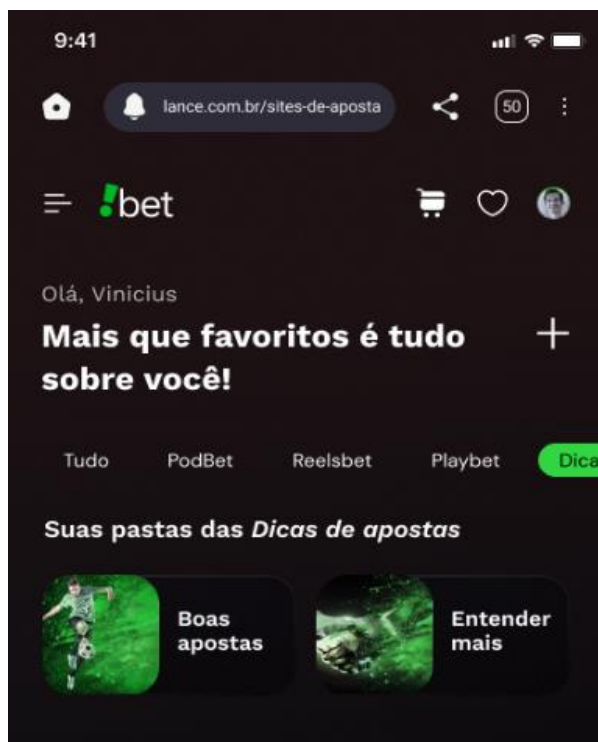 9:41
lance.com.br/sites-de-aposta
50
!bet
Olá, Vinicius
Mais que favoritos é tudo
sobre você!
Tudo PodBet Reelsbet Playbet Dica
Suas pastas das Dicas de apostas
Boas
apostas
Entender
mais